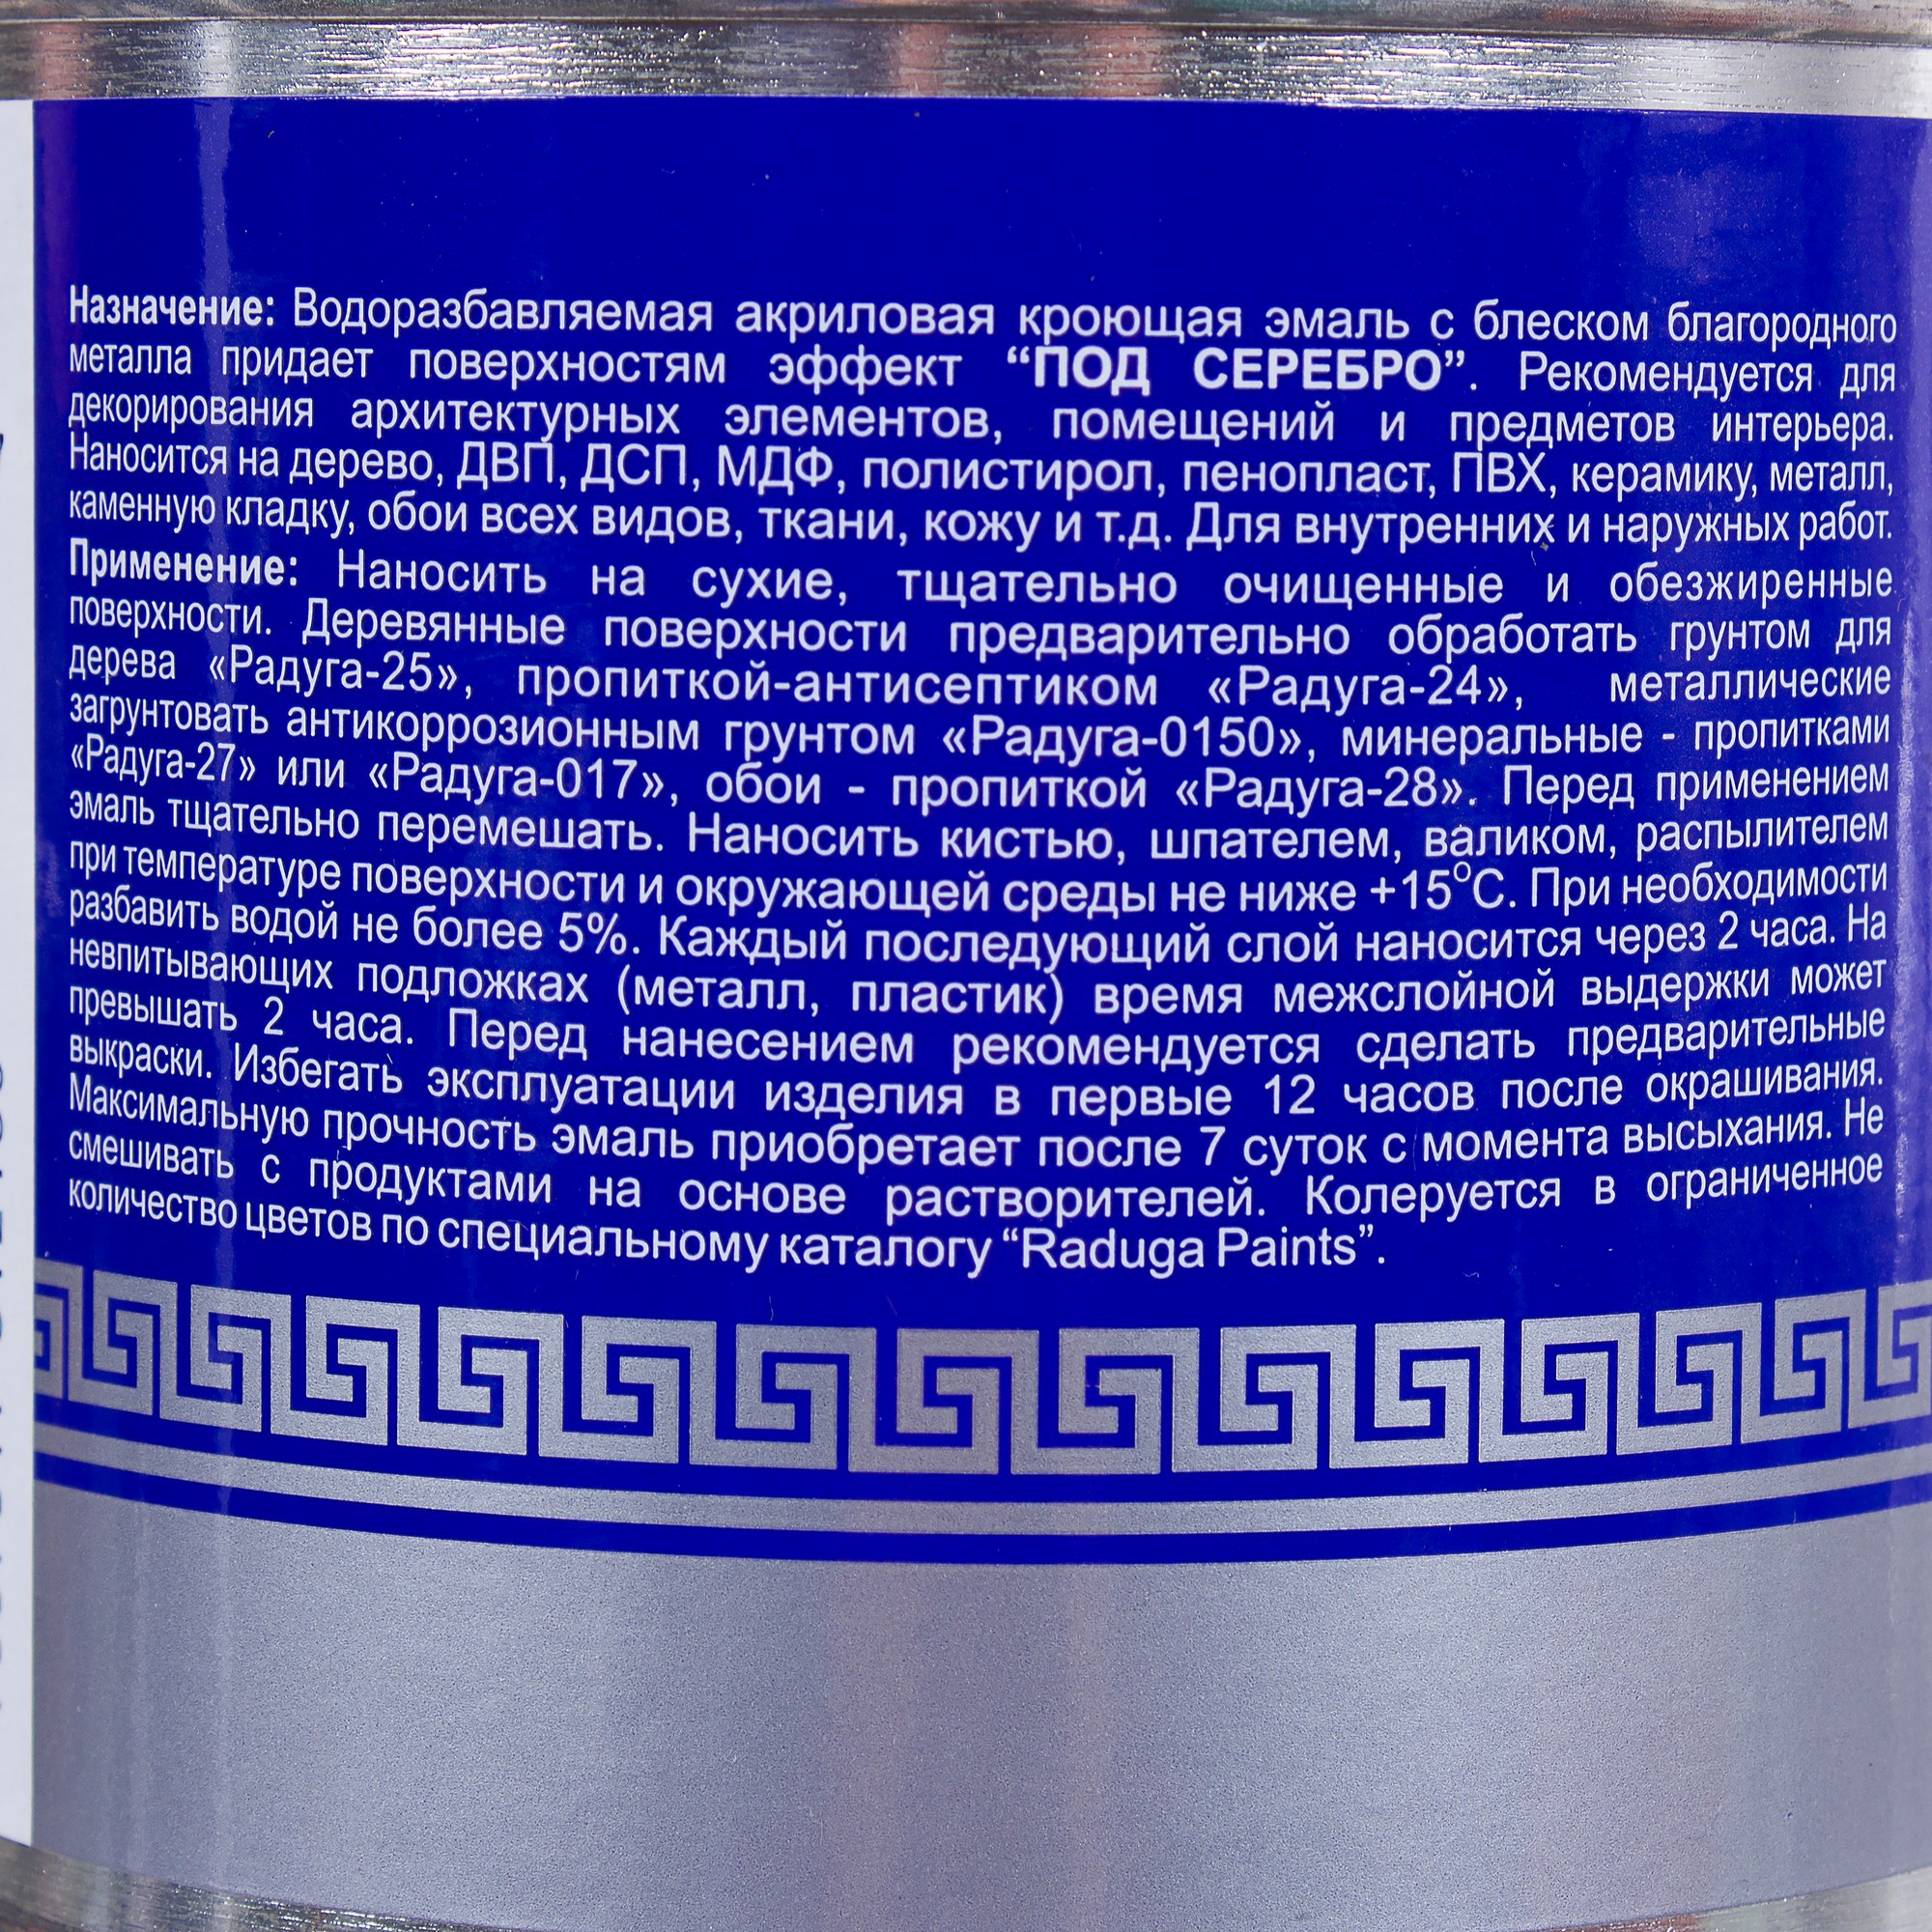 Назначение: Водоразбавляемая акриловая кроющая эмаль с блеском благородного
металла придает поверхностям эффект “ПОД СЕРЕБРО”. Рекомендуется для
декорирования архитектурных элементов, помещений и предметов интерьера.
Наносится на дерево, ДВП, ДСП, МДФ, полистирол, пенопласт, ПВХ, керамику, металл,
каменную кладку, обои всех видов, ткани, кожу и т.д. Для внутренних и наружных работ.
Применение: Наносить на сухие, тщательно очищенные и обезжиренные
поверхности. Деревянные поверхности предварительно обработать грунтом для
дерева «Радуга-25», пропиткой-антисептиком «Радуга-24», металлические
загрунтовать антикоррозионным грунтом «Радуга-0150», минеральные - пропитками
«Радуга-27» или «Радуга-017», обои - пропиткой «Радуга-28». Перед применением
эмаль тщательно перемешать. Наносить кистью, шпателем, валиком, распылителем
при температуре поверхности и окружающей среды не ниже +15°С. При необходимости
разбавить водой не более 5%. Каждый последующий слой наносится через 2 часа. На
невпитывающих подложках (металл, пластик) время межслойной выдержки может
превышать 2 часа. Перед нанесением рекомендуется сделать предварительные
выкраски. Избегать эксплуатации изделия в первые 12 часов после окрашивания.
Максимальную прочность эмаль приобретает после 7 суток с момента высыхания. Не
смешивать с продуктами на основе растворителей. Колеруется в ограниченное
количество цветов по специальному каталогу “Raduga Paints”.